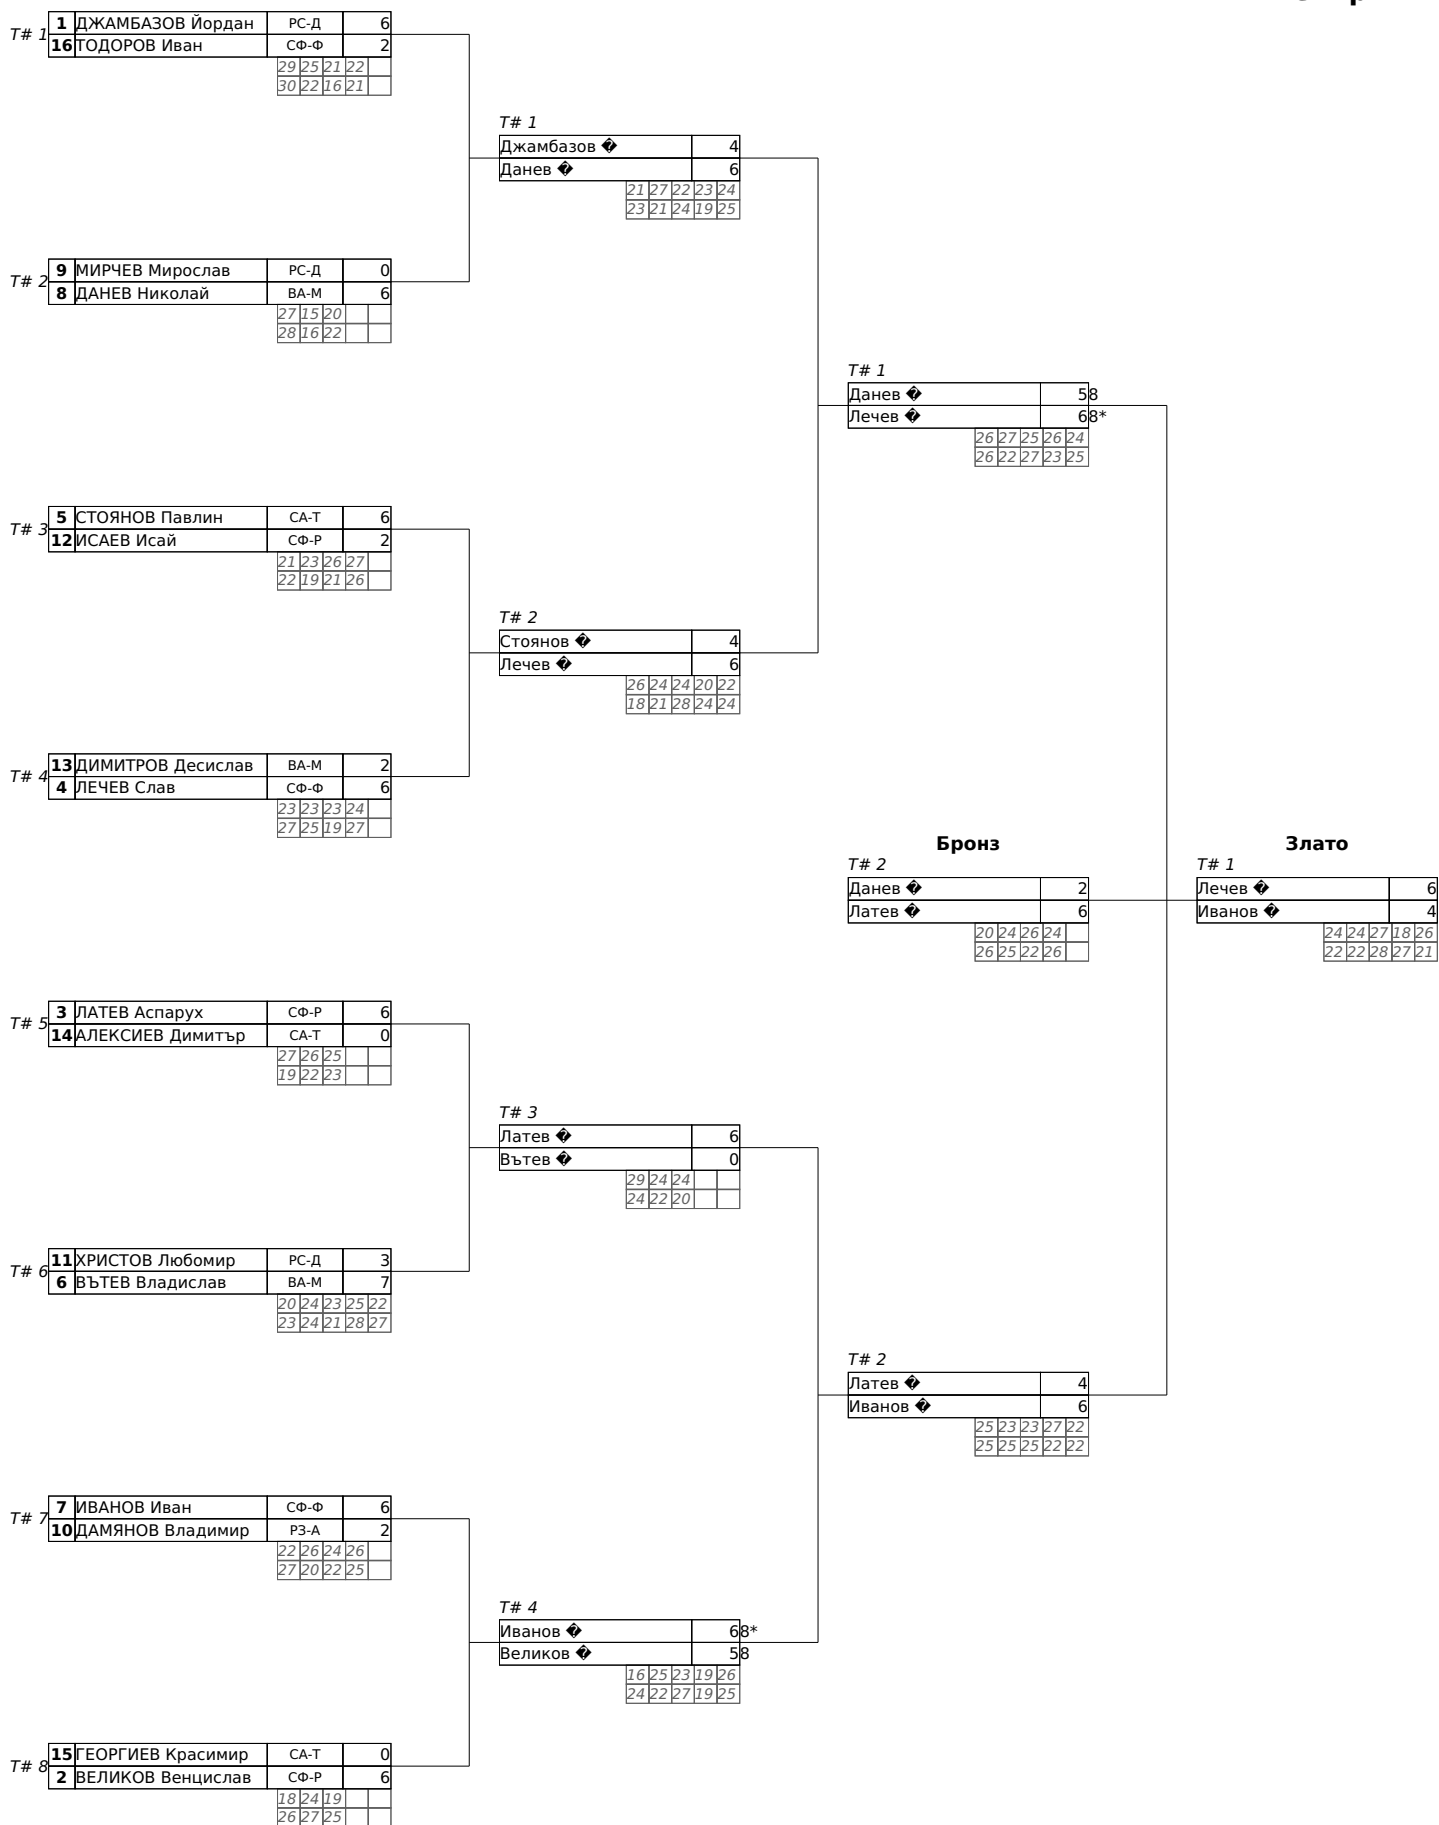 T# 1
1 ДЖАМБАЗОВ Йордан РС-Д 6
16 ТОДОРОВ Иван СФ-Ф 2
29 25 21 22
30 22 16 21
T# 1
Джамбазов � 4
Данев � 6
21 27 22 23 24
23 21 24 19 25
T# 2
9 МИРЧЕВ Мирослав РС-Д 0
8 ДАНЕВ Николай ВА-М 6
27 15 20
28 16 22
T# 1
Данев � 5 8
Лечев � 6 8*
26 27 25 26 24
26 22 27 23 25
T# 3
5 СТОЯНОВ Павлин СА-Т 6
12 ИСАЕВ Исай СФ-Р 2
21 23 26 27
22 19 21 26
T# 2
Стоянов � 4
Лечев � 6
26 24 24 20 22
18 21 28 24 24
T# 4
13 ДИМИТРОВ Десислав ВА-М 2
4 ЛЕЧЕВ Слав СФ-Ф 6
23 23 23 24
27 25 19 27
Бронз
T# 2
Данев � 2
Латев � 6
20 24 26 24
26 25 22 26
Злато
T# 1
Лечев � 6
Иванов � 4
24 24 27 18 26
22 22 28 27 21
T# 5
3 ЛАТЕВ Аспарух СФ-Р 6
14 АЛЕКСИЕВ Димитър СА-Т 0
27 26 25
19 22 23
T# 3
Латев � 6
Вътев � 0
29 24 24
24 22 20
T# 6
11 ХРИСТОВ Любомир РС-Д 3
6 ВЪТЕВ Владислав ВА-М 7
20 24 23 25 22
23 24 21 28 27
T# 2
Латев � 4
Иванов � 6
25 23 23 27 22
25 25 25 22 22
T# 7
7 ИВАНОВ Иван СФ-Ф 6
10 ДАМЯНОВ Владимир РЗ-А 2
22 26 24 26
27 20 22 25
T# 4
Иванов � 6 8*
Великов � 5 8
16 25 23 19 26
24 22 27 19 25
T# 8
15 ГЕОРГИЕВ Красимир СА-Т 0
2 ВЕЛИКОВ Венцислав СФ-Р 6
18 24 19
26 27 25